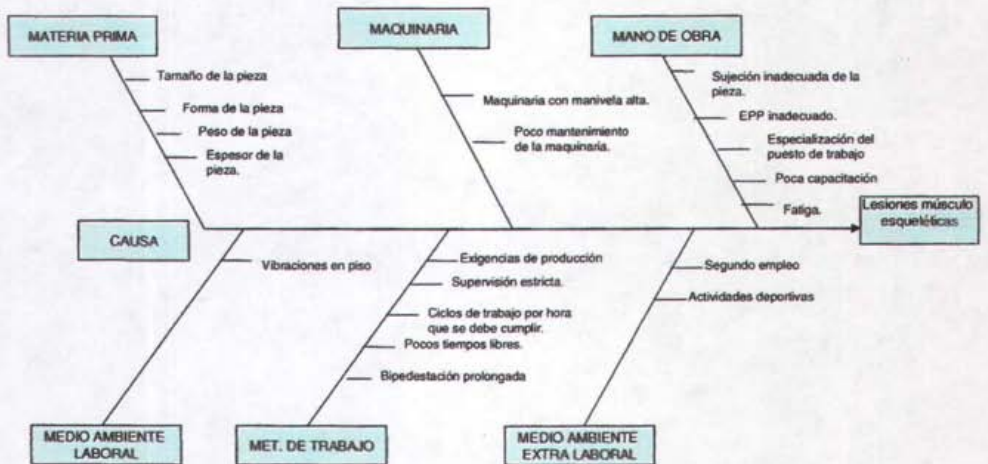 MATERIA PRIMA
MAQUINARIA
MANO DE OBRA
Tamaño de la pieza
Forma de la pieza
Peso de la pieza
Espesor de la
pieza.
Maquinaria con manivela alta.
Poco mantenimiento
de la maquinaria.
Sujeción inadecuada de la
pieza.
EPP inadecuado.
Especialización del
puesto de trabajo
Poca capacitación
Fatiga.
Lesiones músculo
esqueléticas
CAUSA
Vibraciones en piso
Exigencias de producción
Supervisión estricta.
Ciclos de trabajo por hora
que se debe cumplir.
Pocos tiempos libres.
Bipedestación prolongada
Segundo empleo
Actividades deportivas
MEDIO AMBIENTE
LABORAL
MET. DE TRABAJO
MEDIO AMBIENTE
EXTRA LABORAL